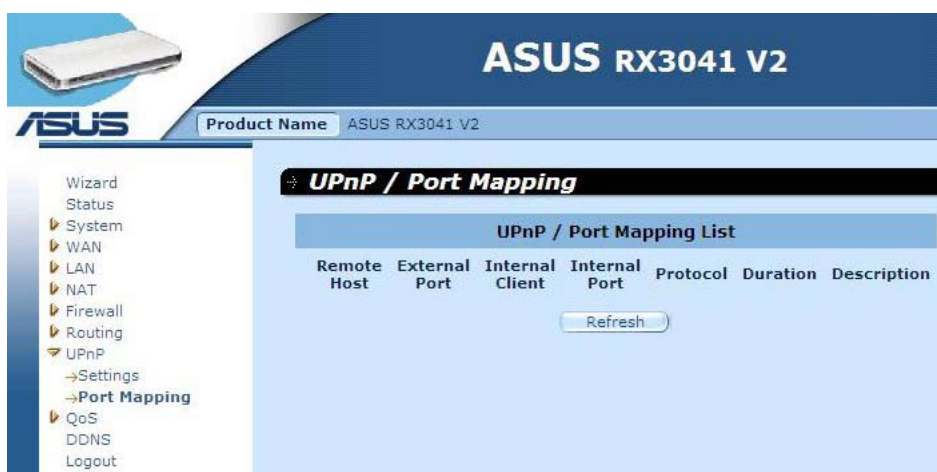 ASUS RX3041 V2
ASUS
Product Name ASUS RX3041 V2
Wizard
Status
System
WAN
LAN
NAT
Firewall
Routing
UPnP
→Settings
→Port Mapping
QoS
DDNS
Logout
UPnP / Port Mapping
UPnP / Port Mapping List
Remote Host External Port Internal Client Internal Port Protocol Duration Description
Refresh